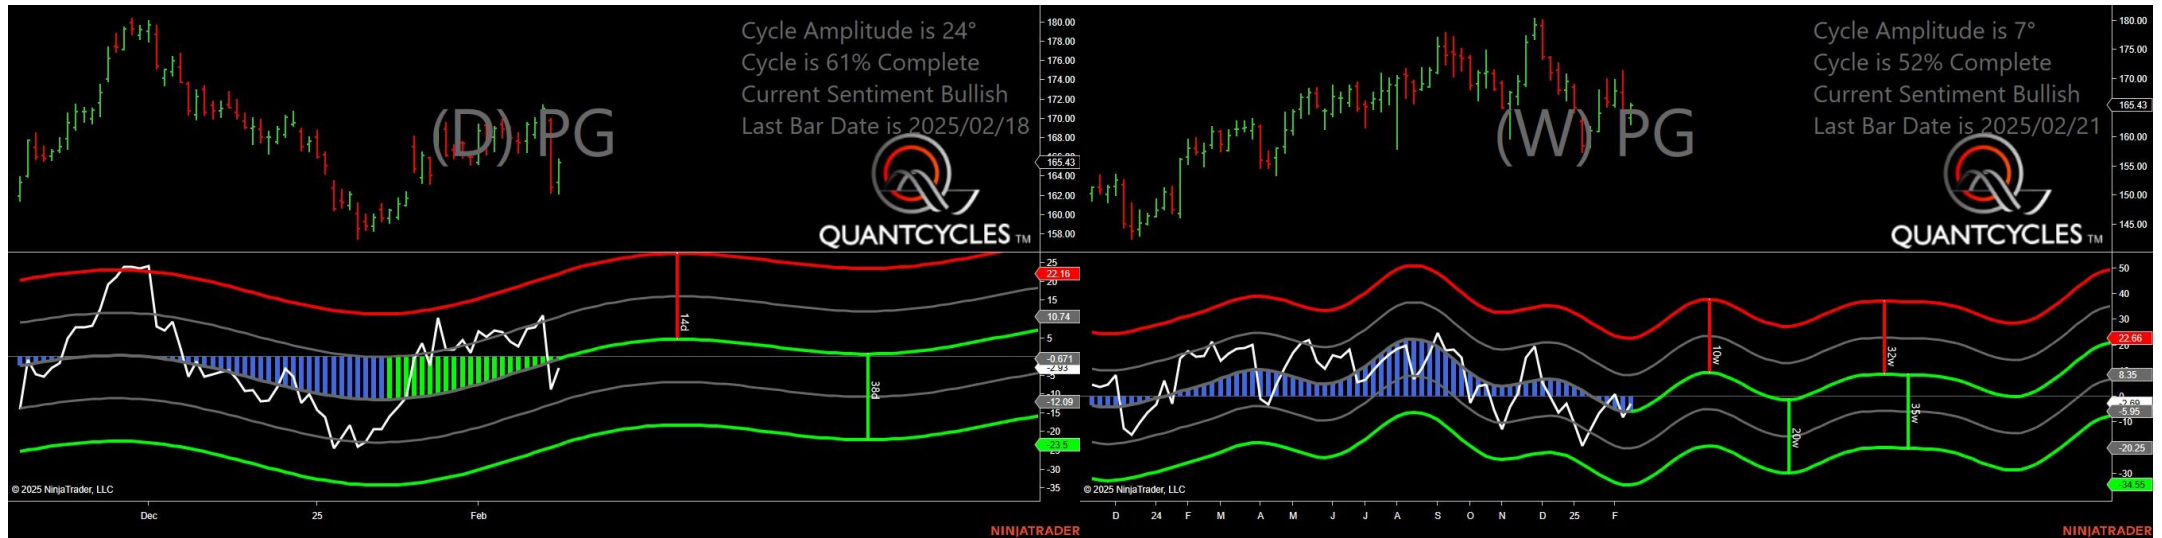 Cycle Amplitude is 24°
Cycle is 61% Complete
Current Sentiment Bullish
Last Bar Date is 2025/02/18
(D) PG
QUANTCYCLES TM
180.00
178.00
176.00
174.00
172.00
170.00
168.00
165.43
164.00
162.00
160.00
158.00
25
22.16
20
15
10.74
5
-0.671
-2.93
-5
-12.09
-15
-20
-23.5
-30
-35
14d
38d
© 2025 NinjaTrader, LLC
Dec
25
Feb
NINJATRADER
Cycle Amplitude is 7°
Cycle is 52% Complete
Current Sentiment Bullish
Last Bar Date is 2025/02/21
(W) PG
QUANTCYCLES TM
180.00
175.00
170.00
165.43
160.00
155.00
150.00
145.00
50
40
30
22.66
8.35
-2.69
-5.95
-10
-20.25
-30
-34.55
10w
20w
32w
35w
© 2025 NinjaTrader, LLC
D
24
F
M
A
M
J
J
A
S
O
N
D
25
F
NINJATRADER